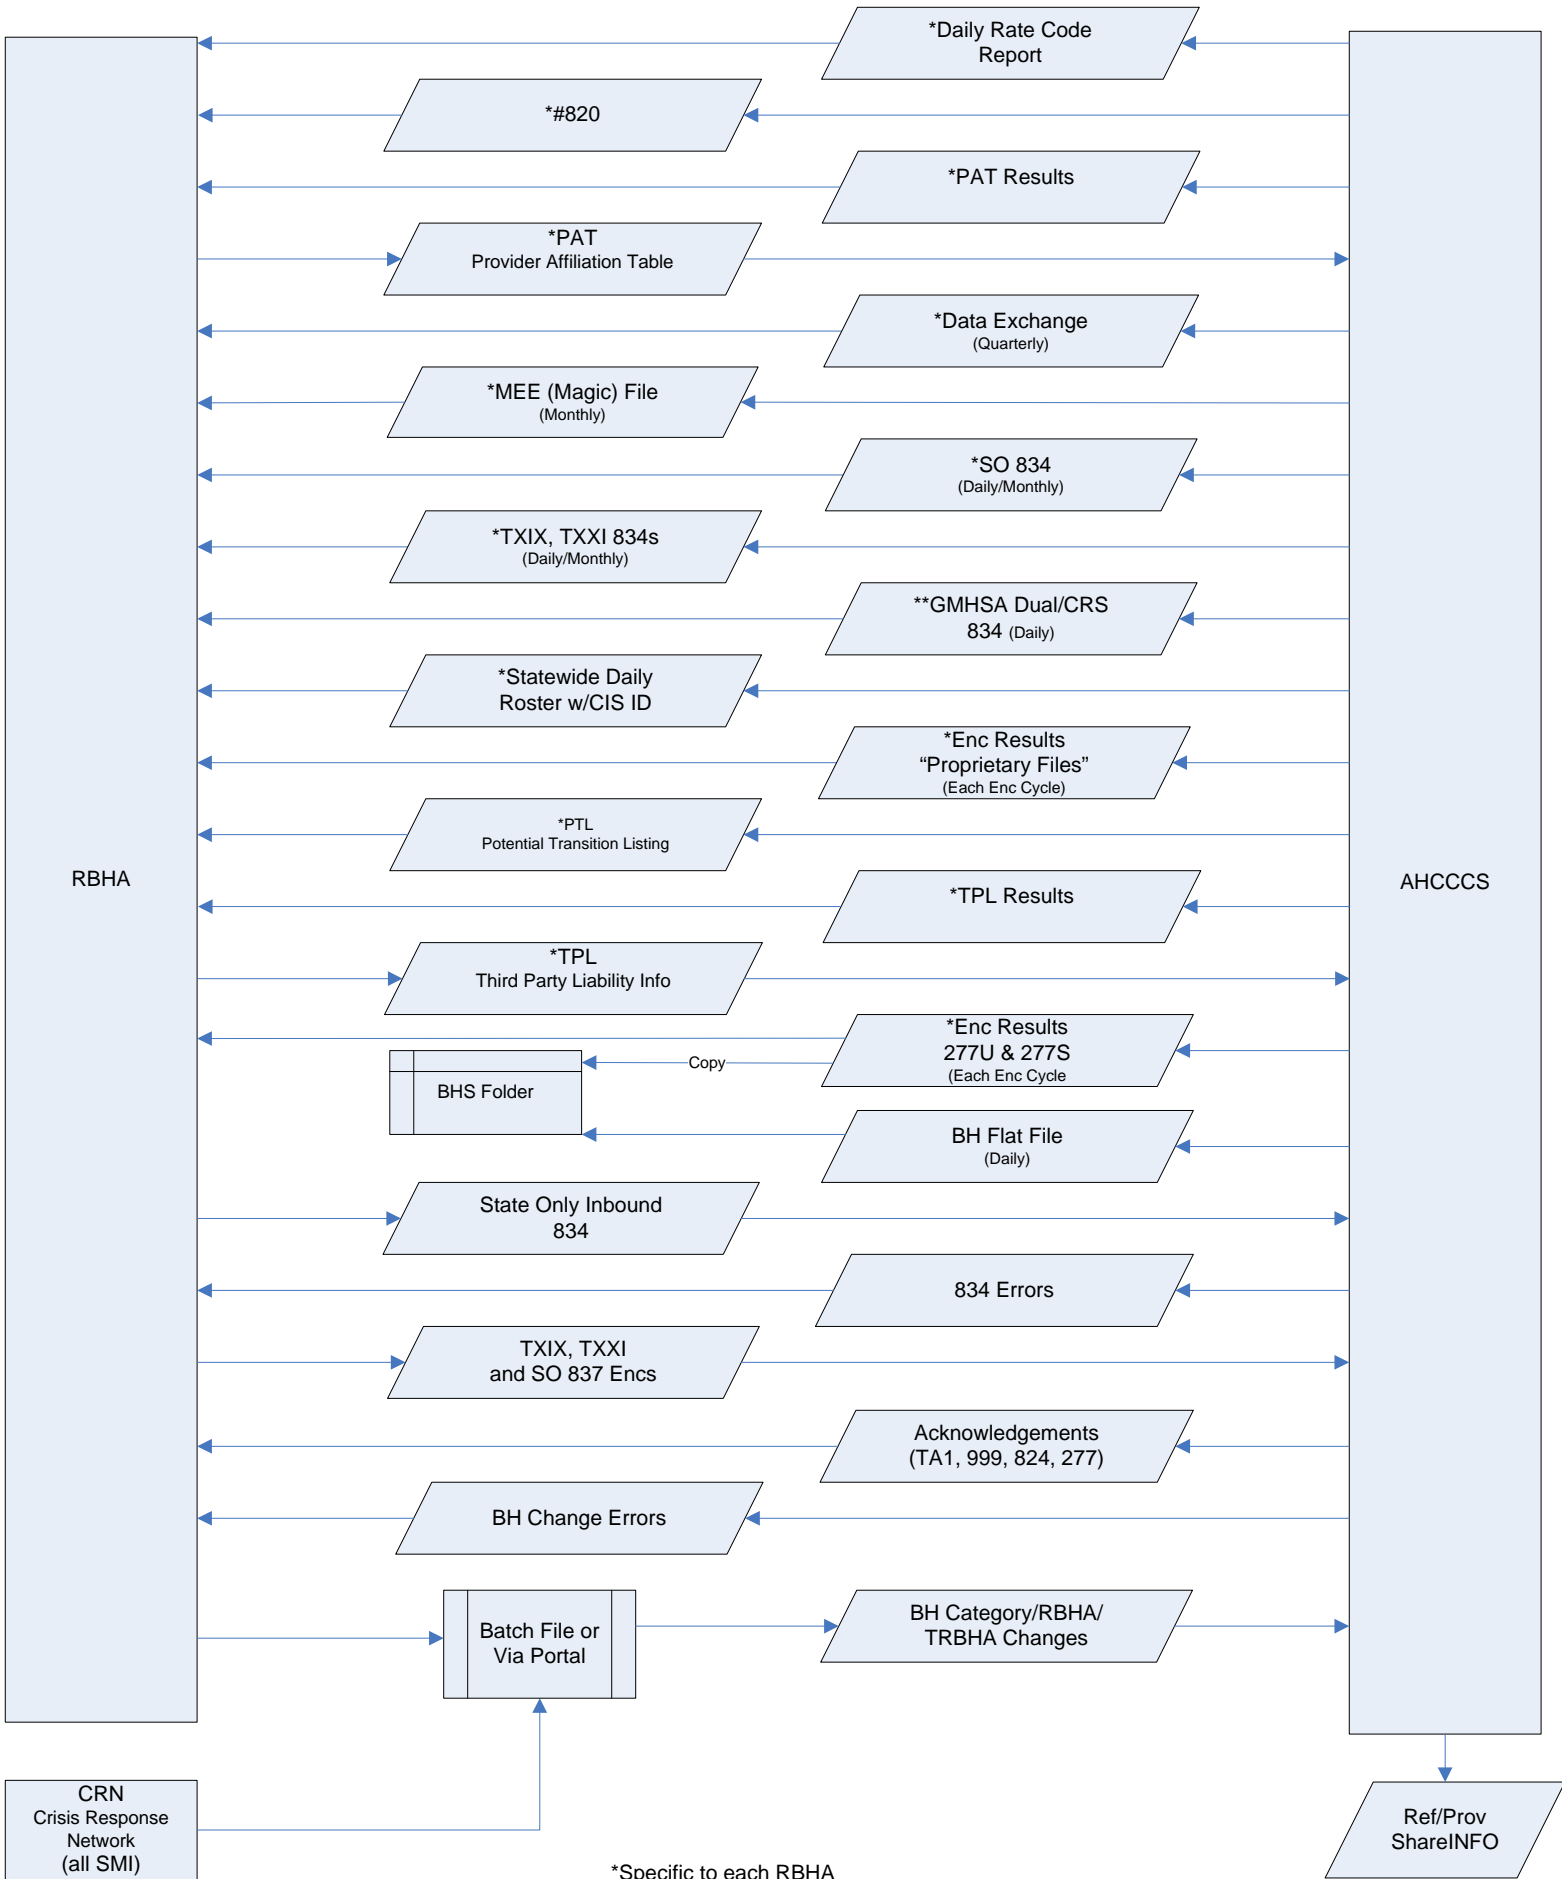 *Daily Rate Code
Report
*#820
*PAT Results
*PAT
Provider Affiliation Table
*Data Exchange
(Quarterly)
*MEE (Magic) File
(Monthly)
*SO 834
(Daily/Monthly)
*TXIX, TXXI 834s
(Daily/Monthly)
**GMHSA Dual/CRS
834 (Daily)
*Statewide Daily
Roster w/CIS ID
*Enc Results
“Proprietary Files”
(Each Enc Cycle)
*PTL
Potential Transition Listing
RBHA
AHCCCS
*TPL Results
*TPL
Third Party Liability Info
*Enc Results
277U & 277S
(Each Enc Cycle
Copy
BHS Folder
BH Flat File
(Daily)
State Only Inbound
834
834 Errors
TXIX, TXXI
and SO 837 Encs
Acknowledgements
(TA1, 999, 824, 277)
BH Change Errors
Batch File or
Via Portal
BH Category/RBHA/
TRBHA Changes
CRN
Crisis Response
Network
(all SMI)
Ref/Prov
ShareINFO
*Specific to each RBHA